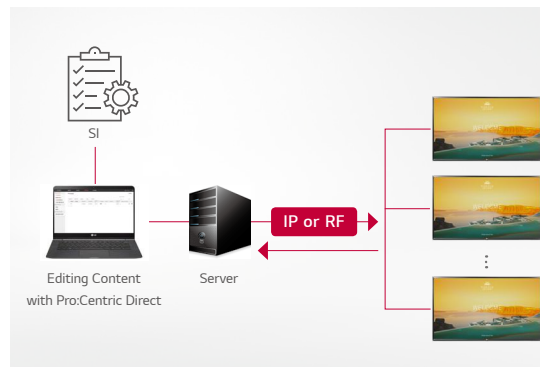 SI
IP or RF
Editing Content
with Pro:Centric Direct
Server